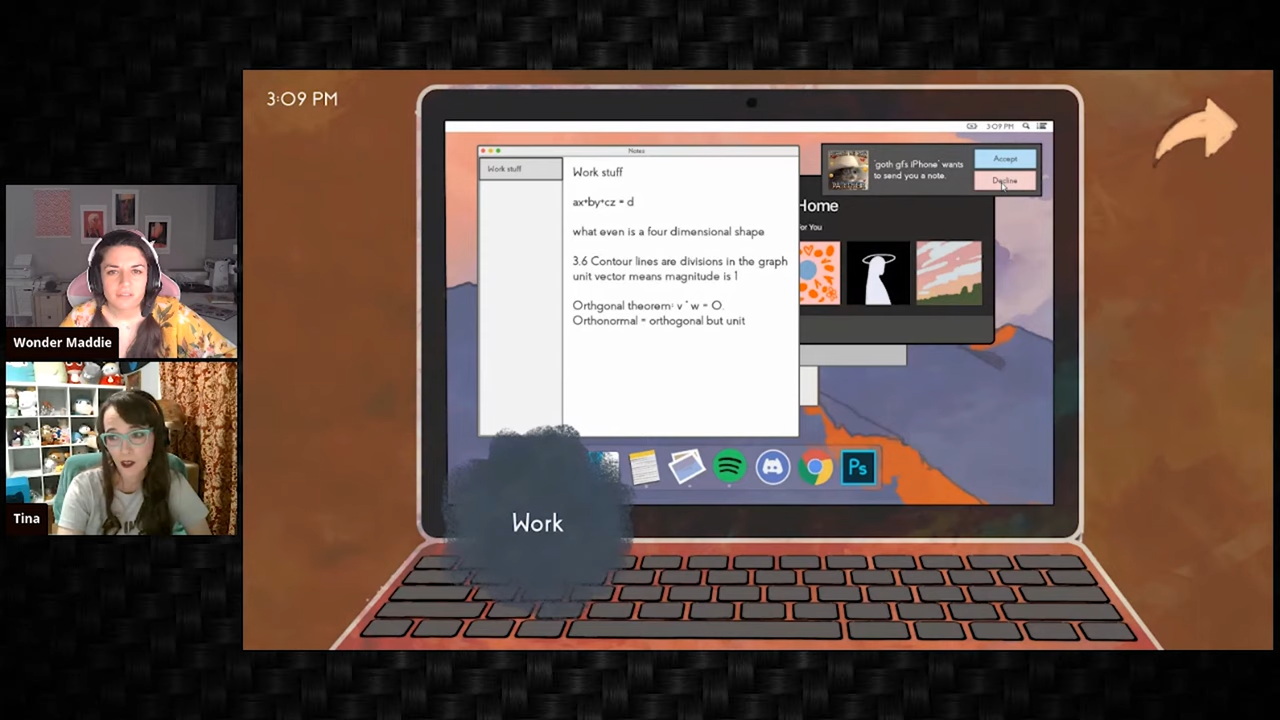 3:09 PM
3:09 PM
Notes
Work stuff
Work stuff
ax+by+cz = d
what even is a four dimensional shape
3.6 Contour lines are divisions in the graph
unit vector means magnitude is 1
Orthgonal theorem: v * w = 0.
Orthonormal = orthogonal but unit
'goth gfs iPhone' wants
to send you a note.
Accept
Decline
Home
For You
Ps
Work
Wonder Maddie
Tina